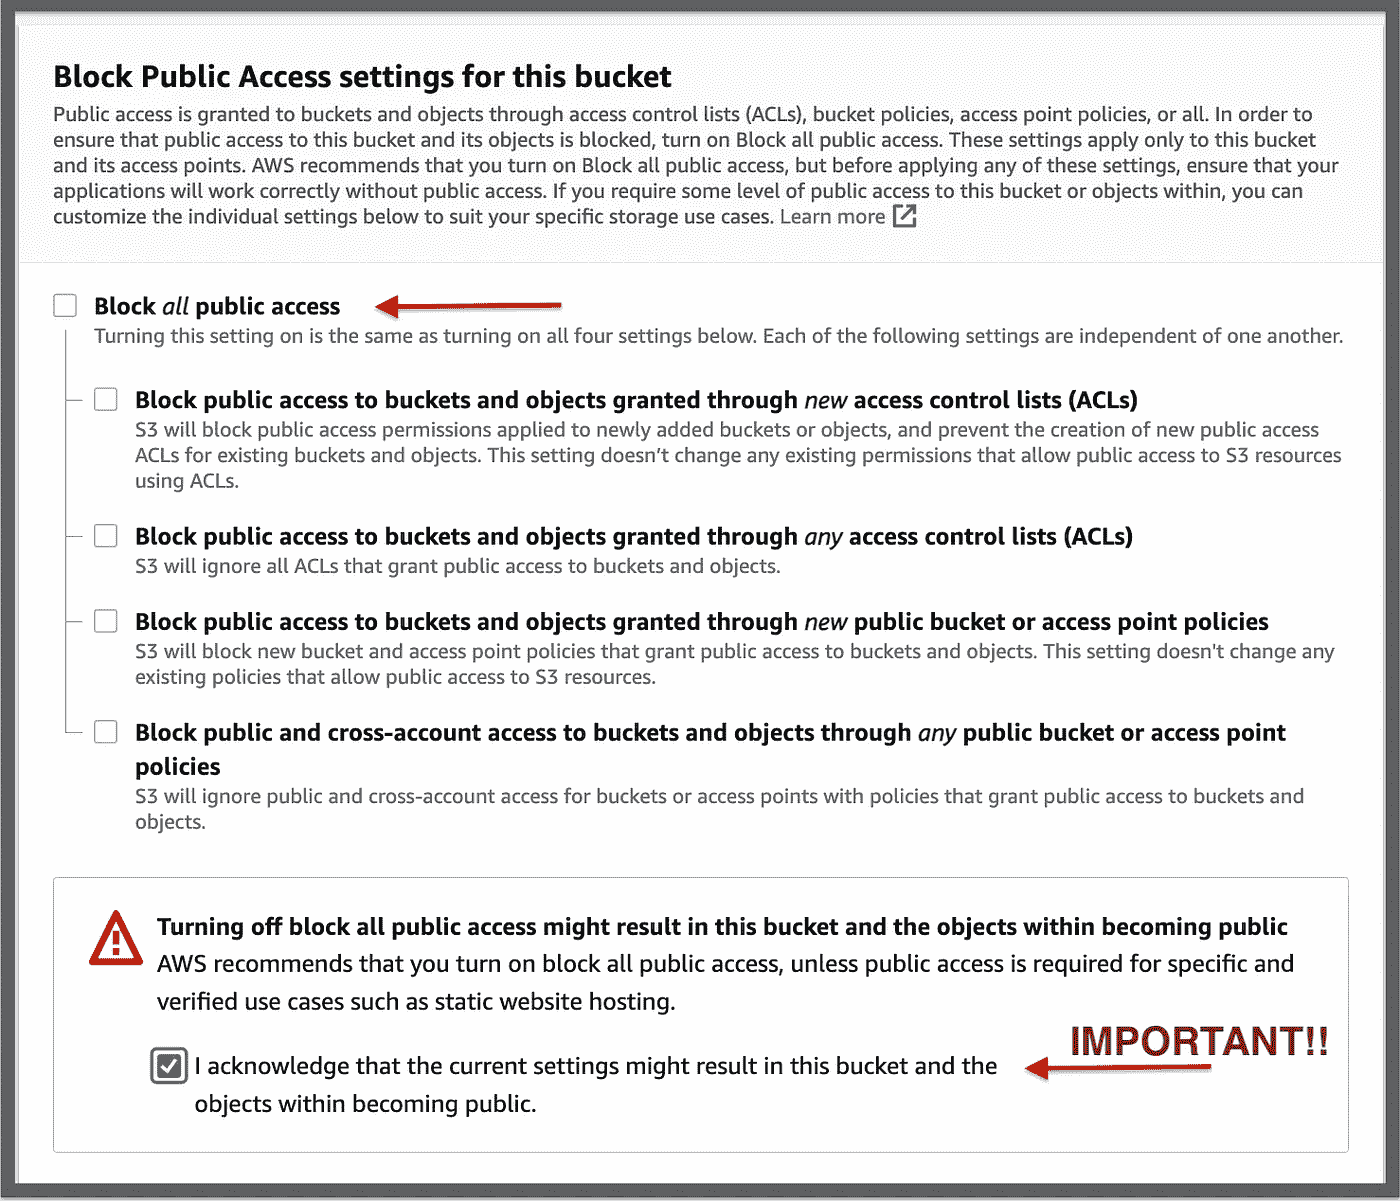 Block Public Access settings for this bucket
Public access is granted to buckets and objects through access control lists (ACLs), bucket policies, access point policies, or all. In order to
ensure that public access to this bucket and its objects is blocked, turn on Block all public access. These settings apply only to this bucket
and its access points. AWS recommends that you turn on Block all public access, but before applying any of these settings, ensure that your
applications will work correctly without public access. If you require some level of public access to this bucket or objects within, you can
customize the individual settings below to suit your specific storage use cases. Learn more
Block all public access
Turning this setting on is the same as turning on all four settings below. Each of the following settings are independent of one another.
Block public access to buckets and objects granted through new access control lists (ACLs)
S3 will block public access permissions applied to newly added buckets or objects, and prevent the creation of new public access
ACLs for existing buckets and objects. This setting doesn’t change any existing permissions that allow public access to S3 resources
using ACLs.
Block public access to buckets and objects granted through any access control lists (ACLs)
S3 will ignore all ACLs that grant public access to buckets and objects.
Block public access to buckets and objects granted through new public bucket or access point policies
S3 will block new bucket and access point policies that grant public access to buckets and objects. This setting doesn't change any
existing policies that allow public access to S3 resources.
Block public and cross-account access to buckets and objects through any public bucket or access point
policies
S3 will ignore public and cross-account access for buckets or access points with policies that grant public access to buckets and
objects.
Turning off block all public access might result in this bucket and the objects within becoming public
AWS recommends that you turn on block all public access, unless public access is required for specific and
verified use cases such as static website hosting.
IMPORTANT!!
I acknowledge that the current settings might result in this bucket and the
objects within becoming public.